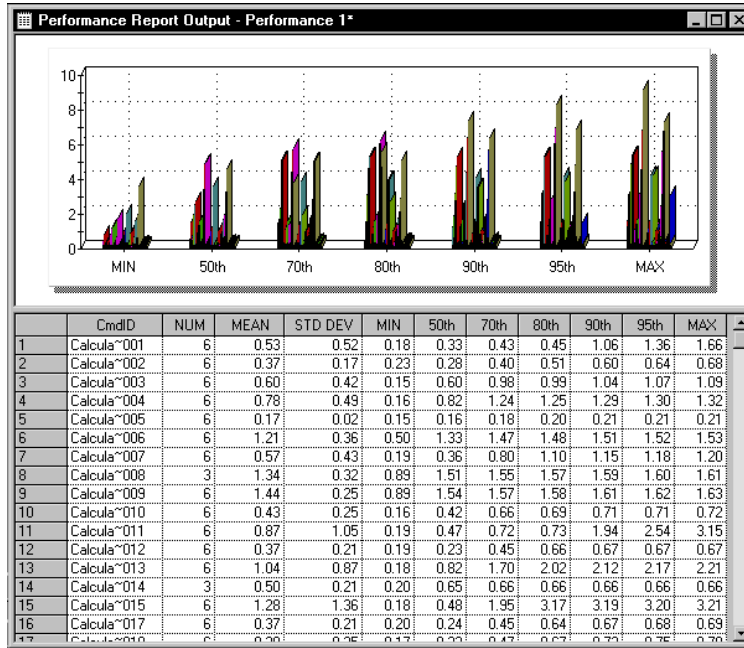 Performance Report Output - Performance 1*
10
8
6
4
2
0
MIN 50th 70th 80th 90th 95th MAX
CmdID NUM MEAN STD DEV MIN 50th 70th 80th 90th 95th MAX
1 Calcula~001 6 0.53 0.52 0.18 0.33 0.43 0.45 1.06 1.36 1.66
2 Calcula~002 6 0.37 0.17 0.23 0.28 0.40 0.51 0.60 0.64 0.68
3 Calcula~003 6 0.60 0.42 0.15 0.60 0.98 0.99 1.04 1.07 1.09
4 Calcula~004 6 0.78 0.49 0.16 0.82 1.24 1.25 1.29 1.30 1.32
5 Calcula~005 6 0.17 0.02 0.15 0.16 0.18 0.20 0.21 0.21 0.21
6 Calcula~006 6 1.21 0.36 0.50 1.33 1.47 1.48 1.51 1.52 1.53
7 Calcula~007 6 0.57 0.43 0.19 0.36 0.80 1.10 1.15 1.18 1.20
8 Calcula~008 3 1.34 0.32 0.89 1.51 1.55 1.57 1.59 1.60 1.61
9 Calcula~009 6 1.44 0.25 0.89 1.54 1.57 1.58 1.61 1.62 1.63
10 Calcula~010 6 0.43 0.25 0.16 0.42 0.66 0.69 0.71 0.71 0.72
11 Calcula~011 6 0.87 1.05 0.19 0.47 0.72 0.73 1.94 2.54 3.15
12 Calcula~012 6 0.37 0.21 0.19 0.23 0.45 0.66 0.67 0.67 0.67
13 Calcula~013 6 1.04 0.87 0.18 0.82 1.70 2.02 2.12 2.17 2.21
14 Calcula~014 3 0.50 0.21 0.20 0.65 0.66 0.66 0.66 0.66 0.66
15 Calcula~015 6 1.28 1.36 0.18 0.48 1.95 3.17 3.19 3.20 3.21
16 Calcula~017 6 0.37 0.21 0.20 0.24 0.45 0.64 0.67 0.68 0.69